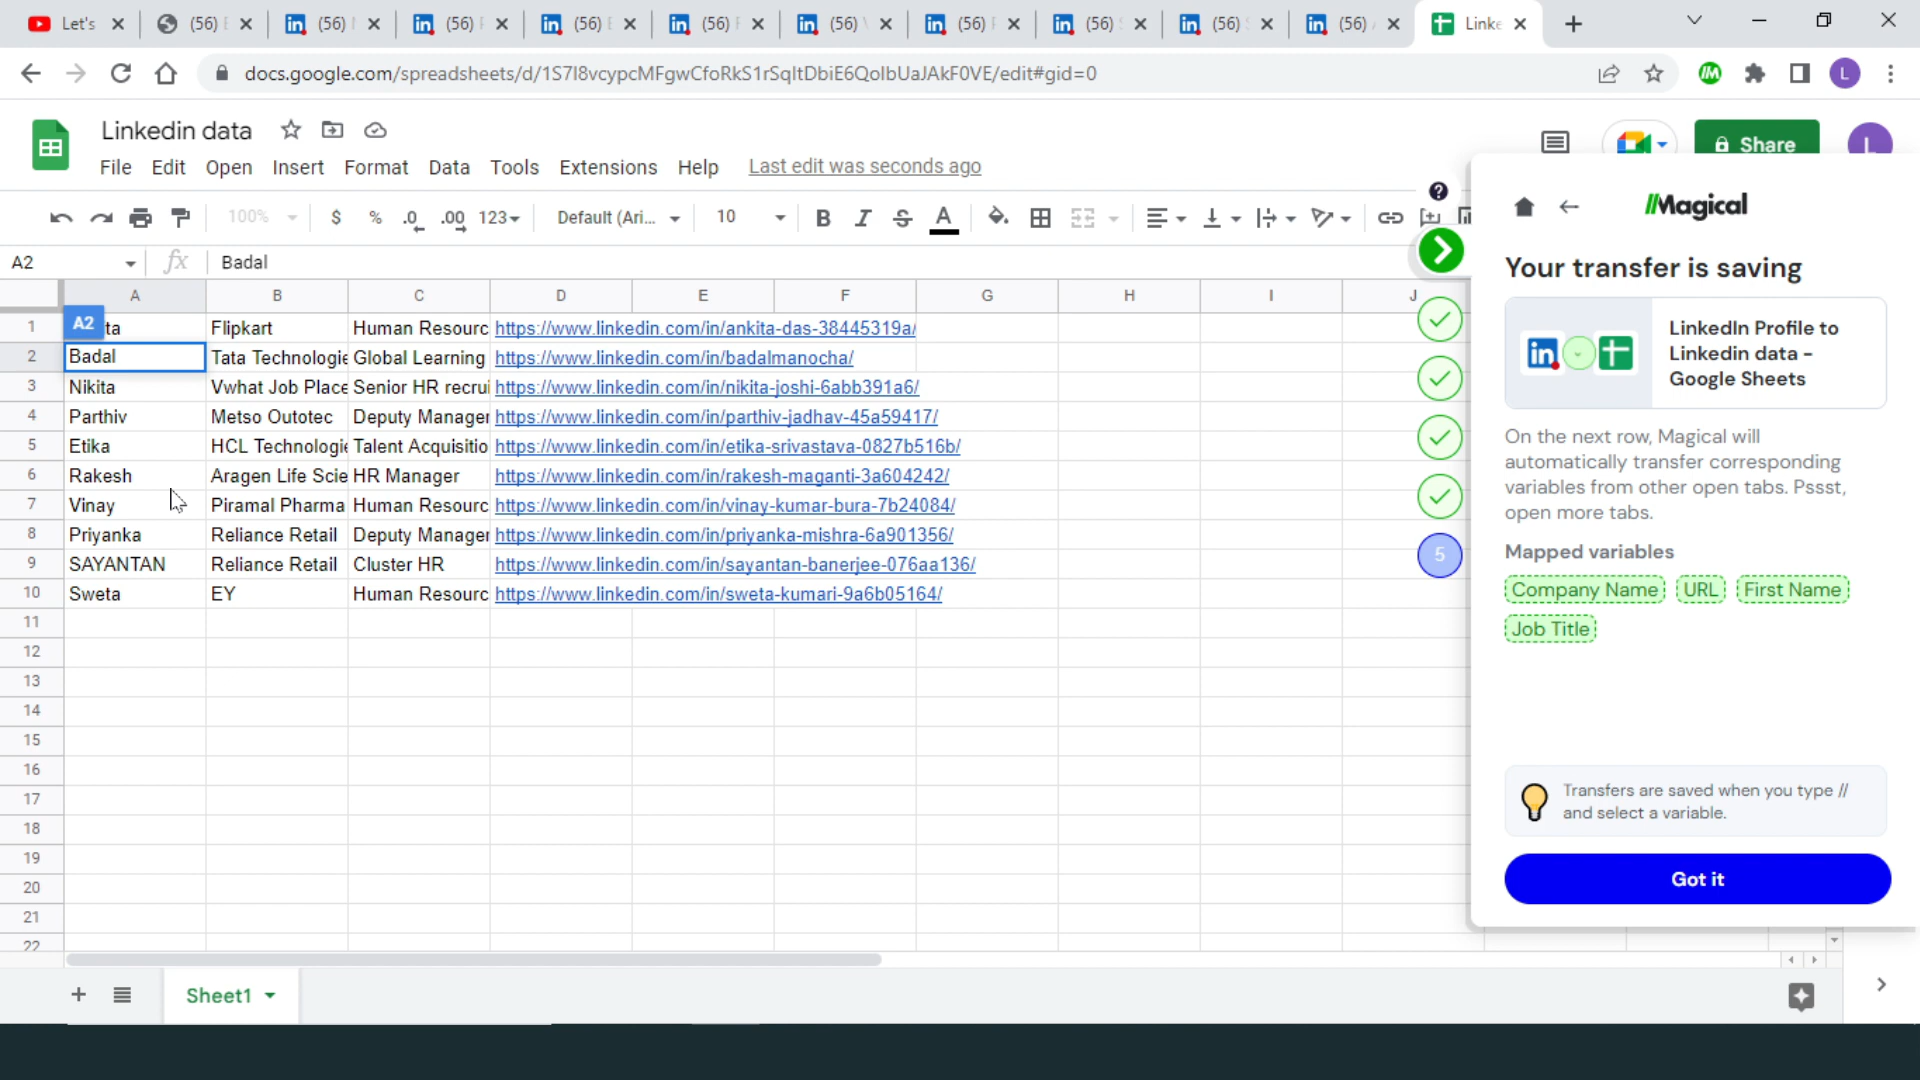 Let's (56) (56) (56) (56) (56) (56) (56) (56) (56) (56) Linke
docs.google.com/spreadsheets/d/1S7I8vcypcMFgwCfoRkS1rSqItDbiE6QoIbUaJAkF0VE/edit#gid=0 L
Linkedin data
File Edit Open Insert Format Data Tools Extensions Help Last edit was seconds ago
Share L
100% $ % .0 .00 123 Default (Ari... 10 B I S A
A2 fx Badal
A B C D E F G H I J
A2
1 ta Flipkart Human Resourc https://www.linkedin.com/in/ankita-das-38445319a/
2 Badal Tata Technologie Global Learning https://www.linkedin.com/in/badalmanocha/
3 Nikita Vwhat Job Place Senior HR recrui https://www.linkedin.com/in/nikita-joshi-6abb391a6/
4 Parthiv Metso Outotec Deputy Manager https://www.linkedin.com/in/parthiv-jadhav-45a59417/
5 Etika HCL Technologie Talent Acquisitio https://www.linkedin.com/in/etika-srivastava-0827b516b/
6 Rakesh Aragen Life Scie HR Manager https://www.linkedin.com/in/rakesh-maganti-3a604242/
7 Vinay Piramal Pharma Human Resourc https://www.linkedin.com/in/vinay-kumar-bura-7b24084/
8 Priyanka Reliance Retail Deputy Manager https://www.linkedin.com/in/priyanka-mishra-6a901356/
9 SAYANTAN Reliance Retail Cluster HR https://www.linkedin.com/in/sayantan-banerjee-076aa136/
10 Sweta EY Human Resourc https://www.linkedin.com/in/sweta-kumari-9a6b05164/
11
12
13
14
15
16
17
18
19
20
21
22
5
//Magical
Your transfer is saving
LinkedIn Profile to
Linkedin data -
Google Sheets
On the next row, Magical will
automatically transfer corresponding
variables from other open tabs. Pssst,
open more tabs.
Mapped variables
Company Name URL First Name
Job Title
Transfers are saved when you type //
and select a variable.
Got it
Sheet1